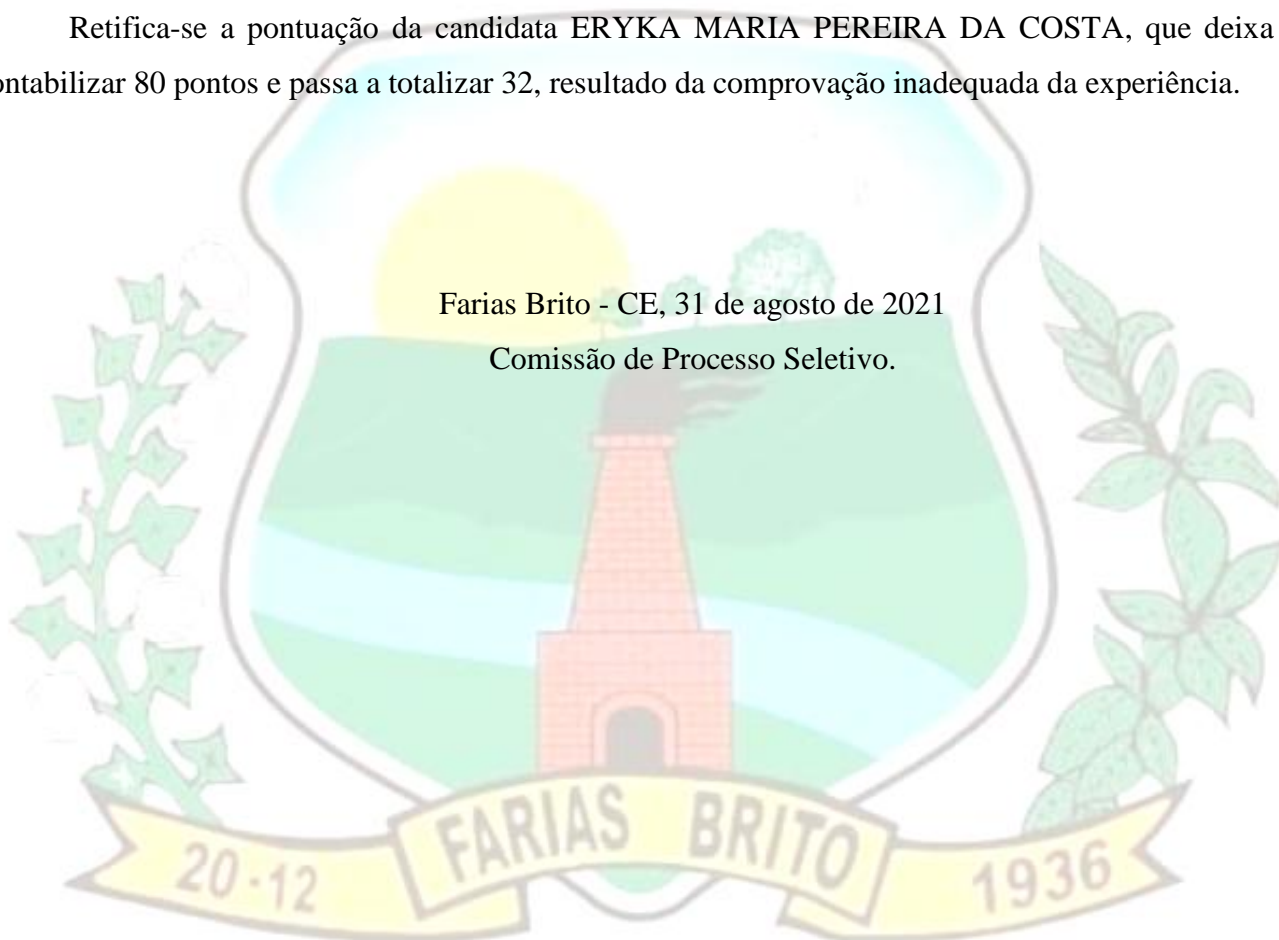 Retifica-se a pontuação da candidata ERYKA MARIA PEREIRA DA COSTA, que deixa
ontabilizar 80 pontos e passa a totalizar 32, resultado da comprovação inadequada da experiência.
Farias Brito - CE, 31 de agosto de 2021
Comissão de Processo Seletivo.
FARIAS BRITO
20-12 1936